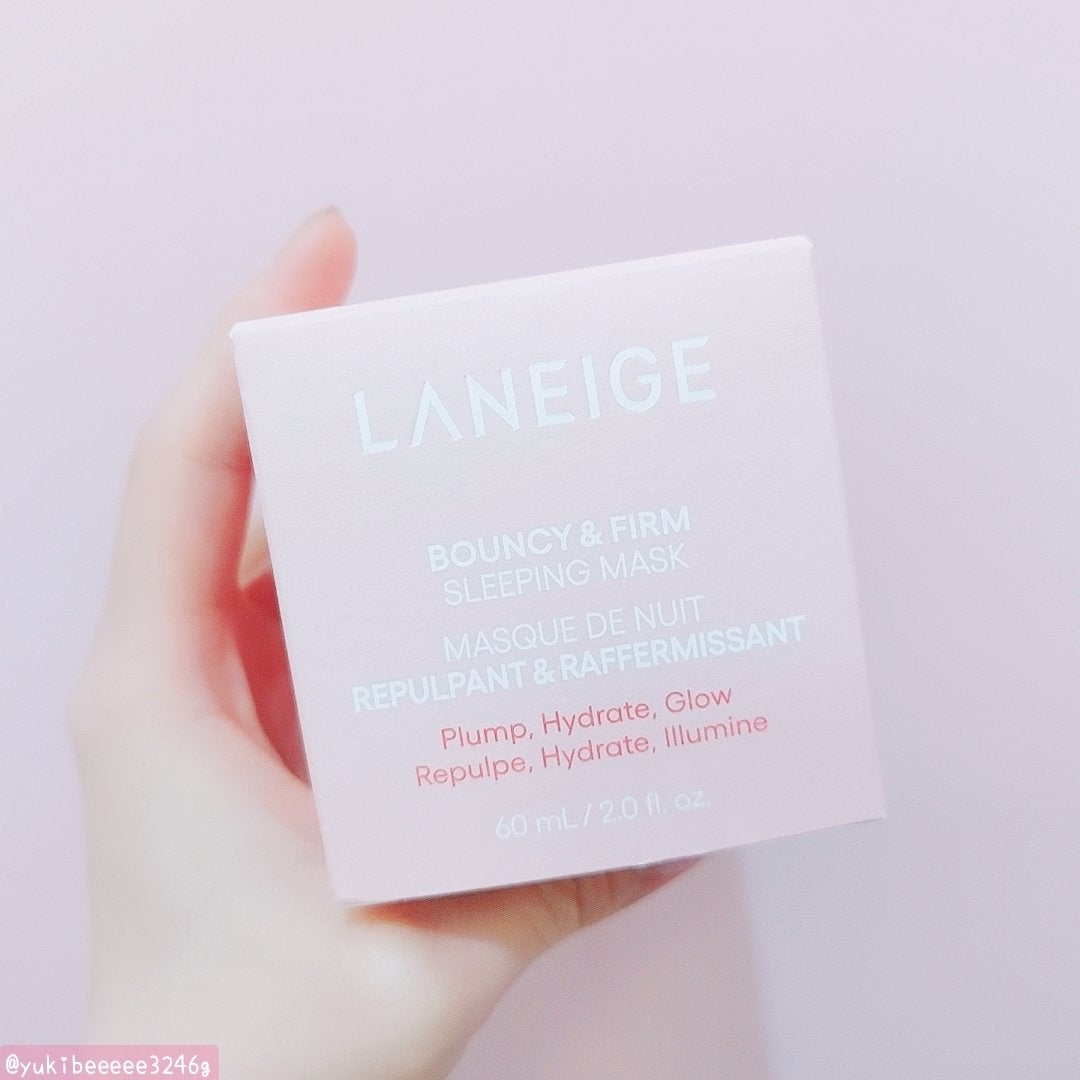 LANEIGE
BOUNCY & FIRM
SLEEPING MASK
MASQUE DE NUIT
REPULPANT & RAFFERMISSANT
Plump, Hydrate, Glow
Repulpe, Hydrate, Illumine
60 mL / 2.0 fl. oz.
@yukibeeeee3246g